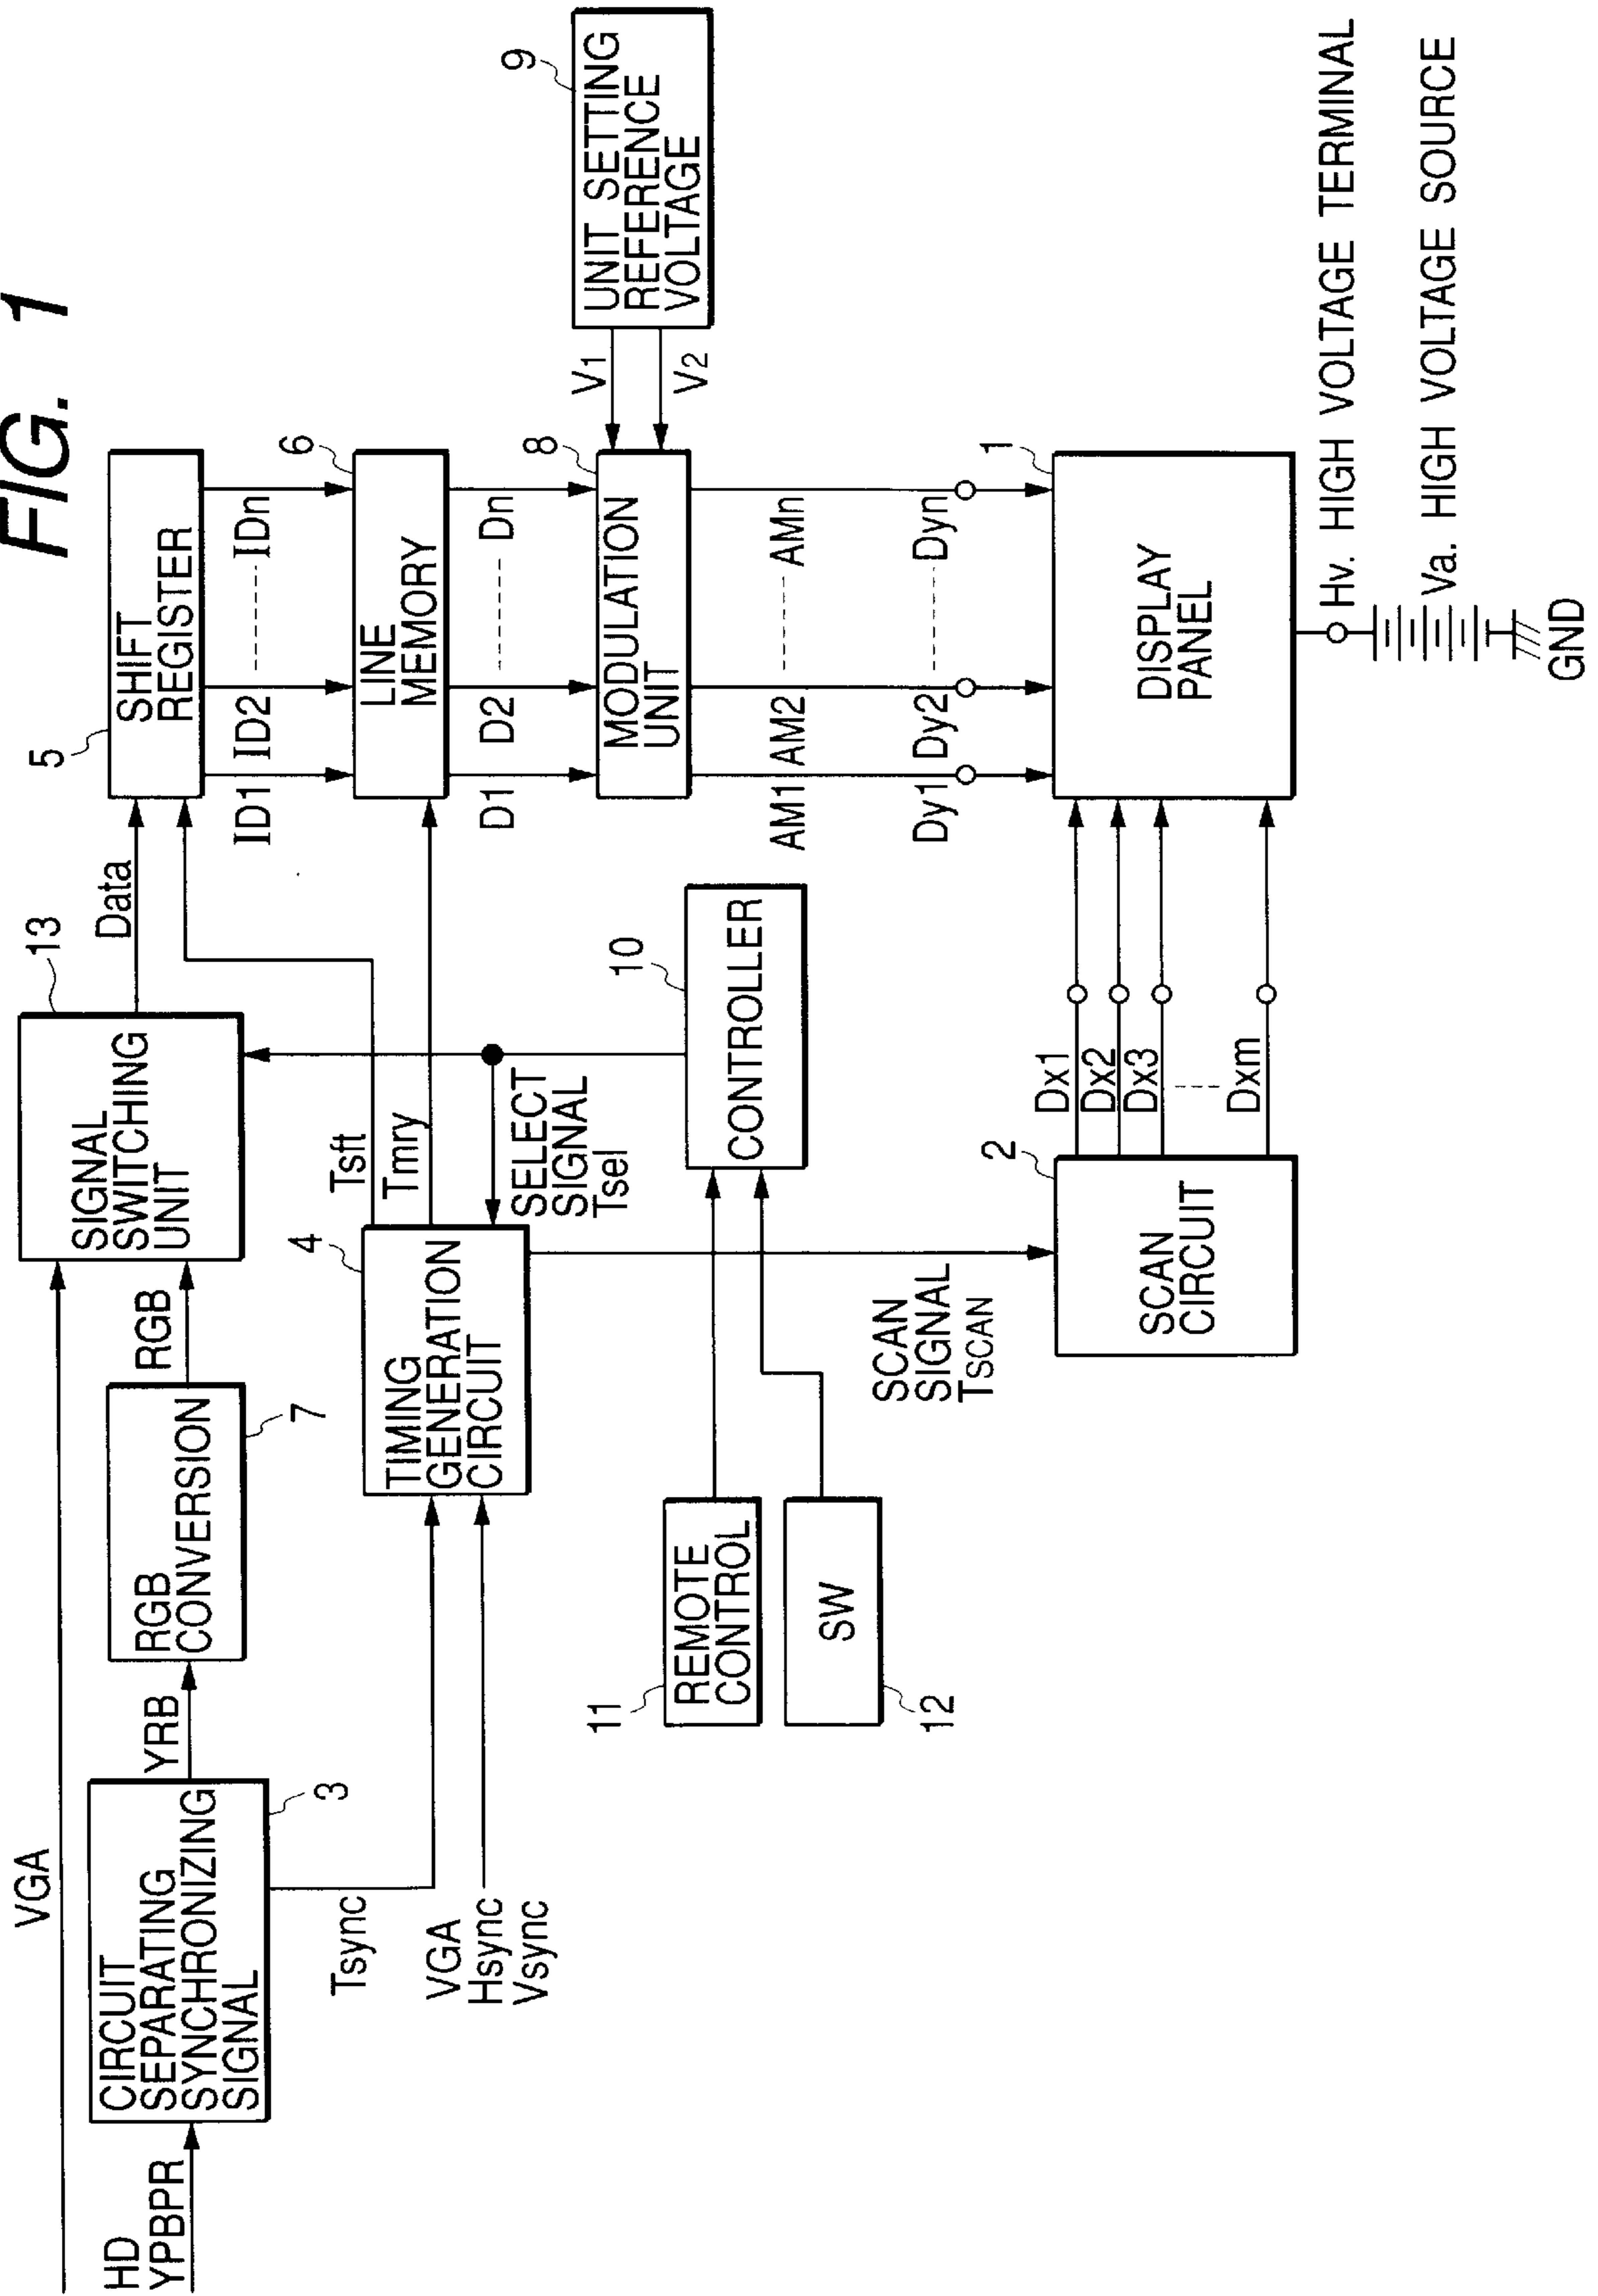 FIG. 1
VGA
HD
YPBPR
CIRCUIT
SEPARATING
SYNCHRONIZING
SIGNAL
3
YRB
RGB
CONVERSION
7
RGB
SIGNAL
SWITCHING
UNIT
13
Data
5
SHIFT
REGISTER
ID1 ID2 IDn
6
LINE
MEMORY
D1 D2 Dn
8
MODULATION
UNIT
V1
V2
9
UNIT SETTING
REFERENCE
VOLTAGE
AM1 AM2 AMn
Dy1 Dy2 Dyn
1
DISPLAY
PANEL
Tsync
VGA
Hsync
Vsync
4
TIMING
GENERATION
CIRCUIT
Tsft
Tmry
SELECT
SIGNAL
Tsel
10
CONTROLLER
11
REMOTE
CONTROL
SW
12
SCAN
SIGNAL
TSCAN
2
SCAN
CIRCUIT
Dx1
Dx2
Dx3
Dxm
Hv. HIGH VOLTAGE TERMINAL
Va. HIGH VOLTAGE SOURCE
GND